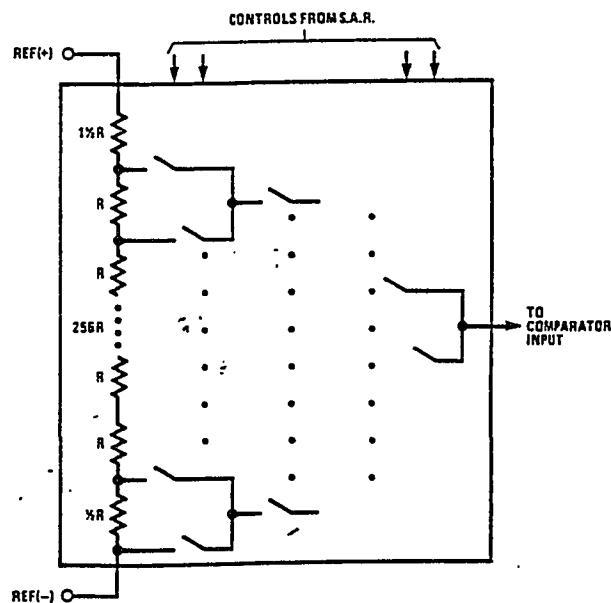 CONTROLS FROM S.A.R.
REF(+)
1½R
R
R
256R
R
R
½R
TO
COMPARATOR
INPUT
REF(−)